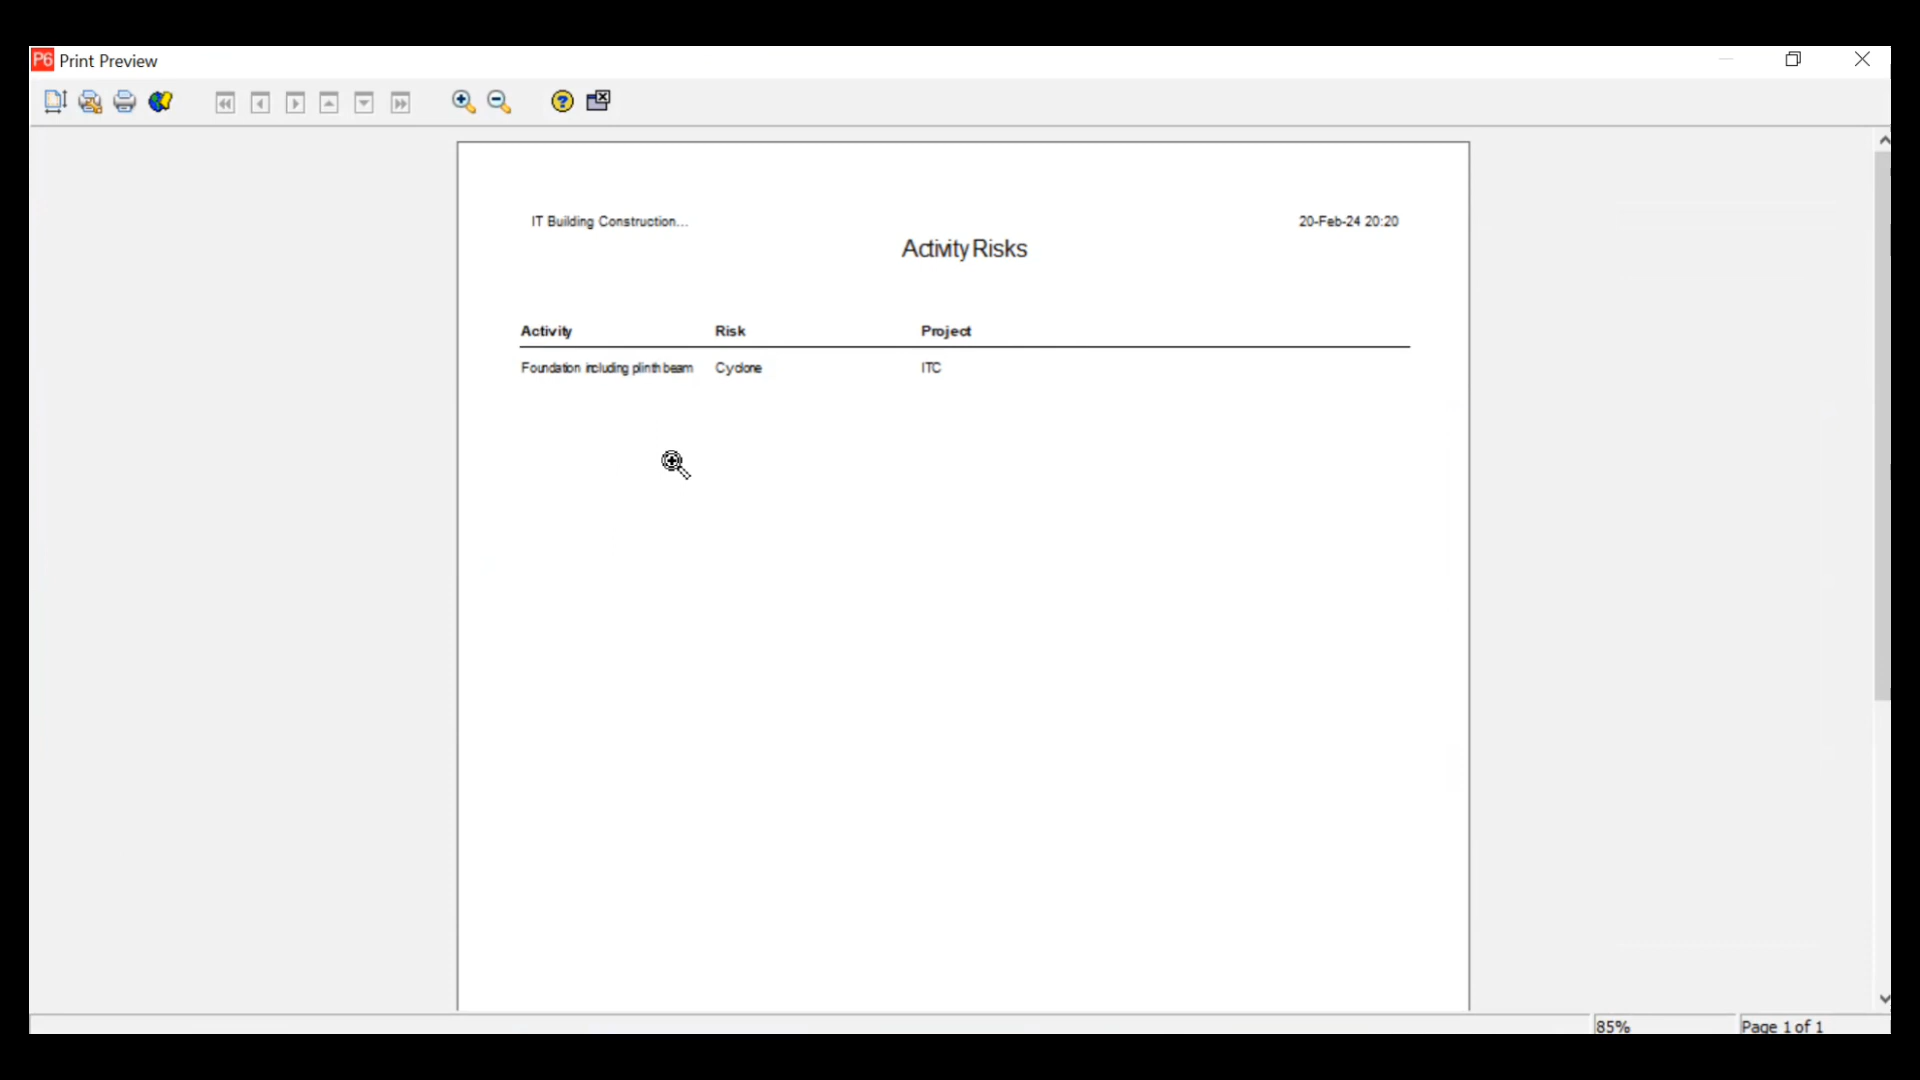 P6 Print Preview
IT Building Construction... 20-Feb-24 20:20
Activity Risks
Activity Risk Project
Foundation including plinth beam Cyclone ITC
85% Page 1 of 1